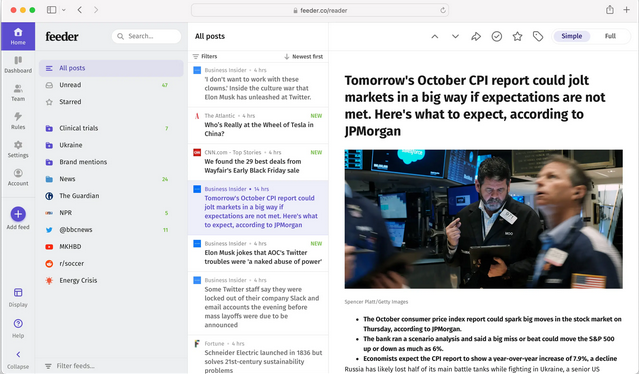 feeder.co/reader
Home
Dashboard
Team
Rules
Settings
Account
Add feed
Display
Help
Collapse
feeder
Search...
All posts
Unread 47
Starred
Clinical trials 7
Ukraine
Brand mentions
News 24
The Guardian
NPR 5
@bbcnews 11
MKHBD
r/soccer
Energy Crisis
Filter feeds...
All posts
Filters
Newest first
Business Insider • 4 hrs
'I don't want to work with these
clowns.' Inside the culture war that
Elon Musk has unleashed at Twitter.
The Atlantic • 4 hrs NEW
Who's Really at the Wheel of Tesla in
China?
CNN.com - Top Stories • 4 hrs NEW
We found the 29 best deals from
Wayfair's Early Black Friday sale
Business Insider • 14 hrs
Tomorrow's October CPI report could
jolt markets in a big way if
expectations are not met. Here's what
to expect, according to JPMorgan
Business Insider • 4 hrs NEW
Elon Musk jokes that AOC's Twitter
troubles were 'a naked abuse of power'
Business Insider • 4 hrs
Some Twitter staff say they were
locked out of their company Slack and
email accounts the evening before
mass layoffs were due to be
announced
Fortune • 4 hrs
Schneider Electric launched in 1836 but
solves 21st-century sustainability
problems
Simple
Full
Tomorrow's October CPI report could jolt
markets in a big way if expectations are not
met. Here's what to expect, according to
JPMorgan
Spencer Platt/Getty Images
• The October consumer price index report could spark big moves in the stock market on
Thursday, according to JPMorgan.
• The bank ran a scenario analysis and said a big miss or beat could move the S&P 500
up or down as much as 6%.
• Economists expect the CPI report to show a year-over-year increase of 7.9%, a decline
Russia has likely lost half of its main battle tanks while fighting in Ukraine, a senior US